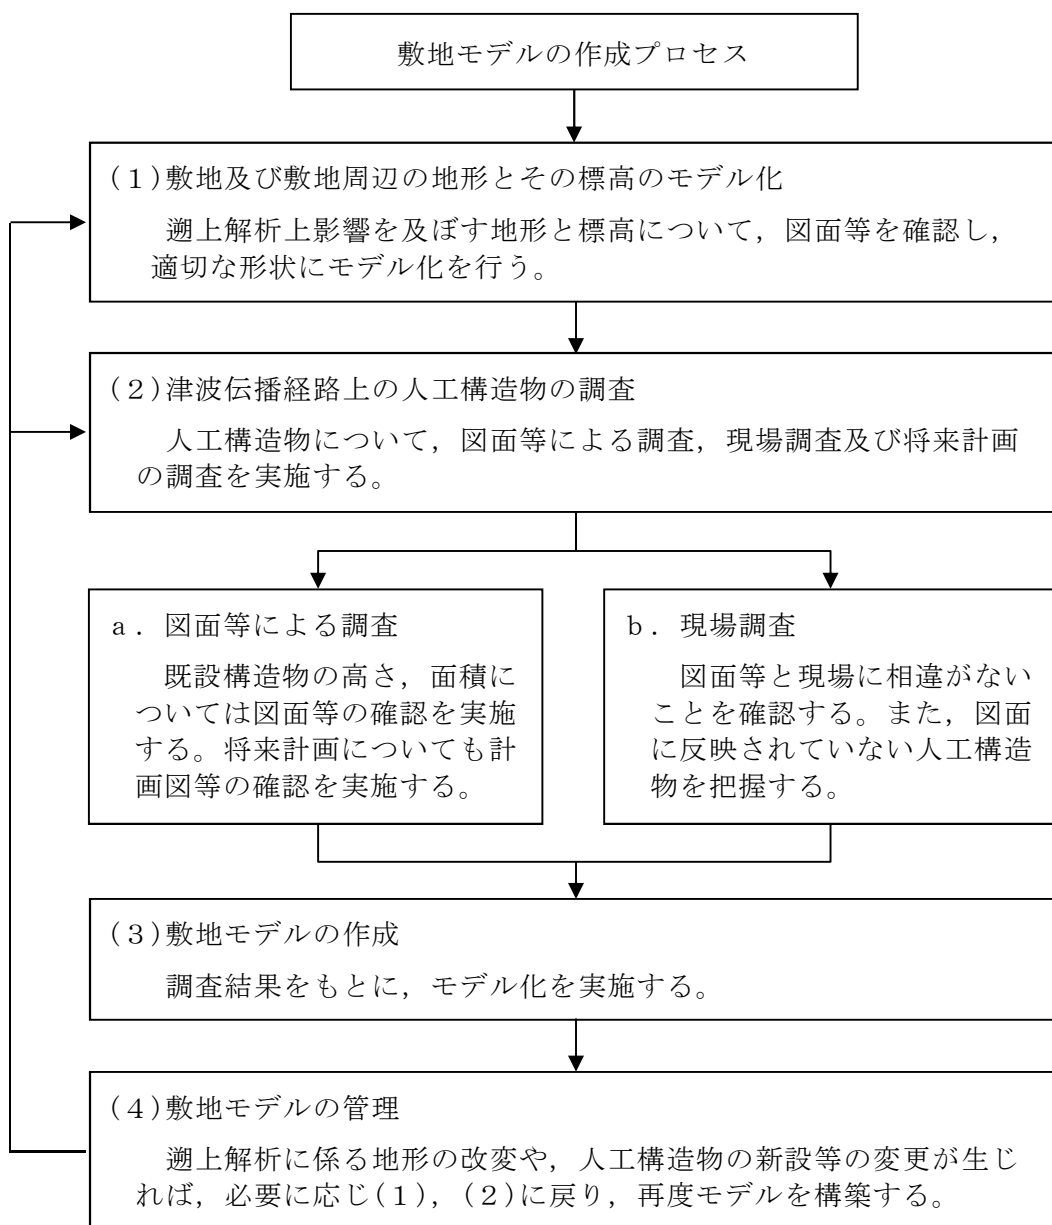 敷地モデルの作成プロセス
(1)敷地及び敷地周辺の地形とその標高のモデル化
遡上解析上影響を及ぼす地形と標高について，図面等を確認し，
適切な形状にモデル化を行う。
(2)津波伝播経路上の人工構造物の調査
人工構造物について，図面等による調査，現場調査及び将来計画
の調査を実施する。
a．図面等による調査
既設構造物の高さ，面積に
ついては図面等の確認を実施
する。将来計画についても計
画図等の確認を実施する。
b．現場調査
図面等と現場に相違がない
ことを確認する。また，図面
に反映されていない人工構造
物を把握する。
(3)敷地モデルの作成
調査結果をもとに，モデル化を実施する。
(4)敷地モデルの管理
遡上解析に係る地形の改変や，人工構造物の新設等の変更が生じ
れば，必要に応じ(1)，(2)に戻り，再度モデルを構築する。